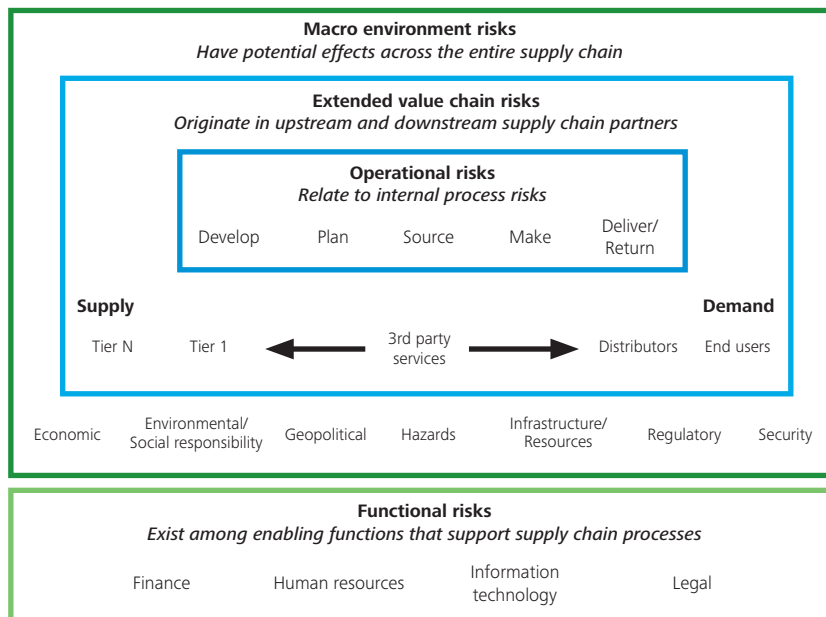 Macro environment risks
Have potential effects across the entire supply chain
Extended value chain risks
Originate in upstream and downstream supply chain partners
Operational risks
Relate to internal process risks
Develop
Plan
Source
Make
Deliver/
Return
Supply
Demand
Tier N
Tier 1
3rd party
services
Distributors
End users
Economic
Environmental/
Social responsibility
Geopolitical
Hazards
Infrastructure/
Resources
Regulatory
Security
Functional risks
Exist among enabling functions that support supply chain processes
Finance
Human resources
Information
technology
Legal